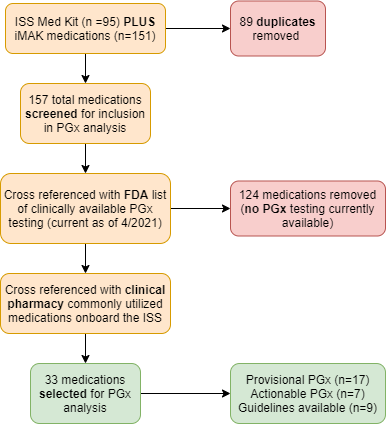 ISS Med Kit (n =95) PLUS
iMAK medications (n=151)
89 duplicates
removed
157 total medications
screened for inclusion
in PGx analysis
Cross referenced with FDA list
of clinically available PGx
testing (current as of 4/2021)
124 medications removed
(no PGx testing currently
available)
Cross referenced with clinical
pharmacy commonly utilized
medications onboard the ISS
33 medications
selected for PGx
analysis
Provisional PGx (n=17)
Actionable PGx (n=7)
Guidelines available (n=9)